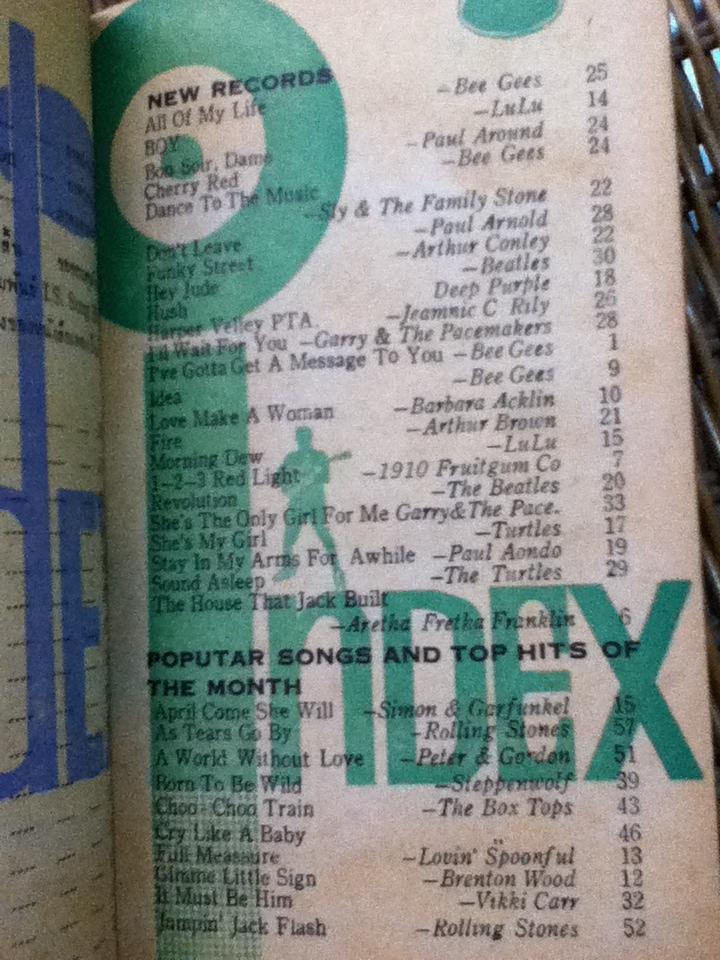 NEW RECORDS
All Of My Life —Bee Gees 25
BOY —LuLu 14
Bon Soir, Dame —Paul Around 24
Cherry Red —Bee Gees 24
Dance To The Music
—Sly & The Family Stone 22
Don't Leave —Paul Arnold 28
Funky Street —Arthur Conley 22
Hey Jude —Beatles 30
Hush Deep Purple 18
Harper Velley PTA. —Jeamnic C Rily 26
I'd Wait For You —Garry & The Pacemakers 28
I've Gotta Get A Message To You —Bee Gees 1
Idea —Bee Gees 9
Love Make A Woman —Barbara Acklin 10
Fire —Arthur Brown 21
Morning Dew —LuLu 15
1-2-3 Red Light —1910 Fruitgum Co 7
Revolution —The Beatles 20
She's The Only Girl For Me Garry&The Pace. 33
She's My Girl —Turtles 17
Stay In My Arms For Awhile —Paul Aondo 19
Sound Asleep —The Turtles 29
The House That Jack Built
—Aretha Fretha Franklin 6
POPUTAR SONGS AND TOP HITS OF
THE MONTH
April Come She Will —Simon & Garfunkel 15
As Tears Go By —Rolling Stones 57
A World Without Love —Peter & Gordon 51
Born To Be Wild —Steppenwolf 39
Choo-Choo Train —The Box Tops 43
Cry Like A Baby ,, 46
Full Measure —Lovin' Spoonful 13
Gimme Little Sign —Brenton Wood 12
It Must Be Him —Vikki Carr 32
Jumpin' Jack Flash —Rolling Stones 52
InDEX